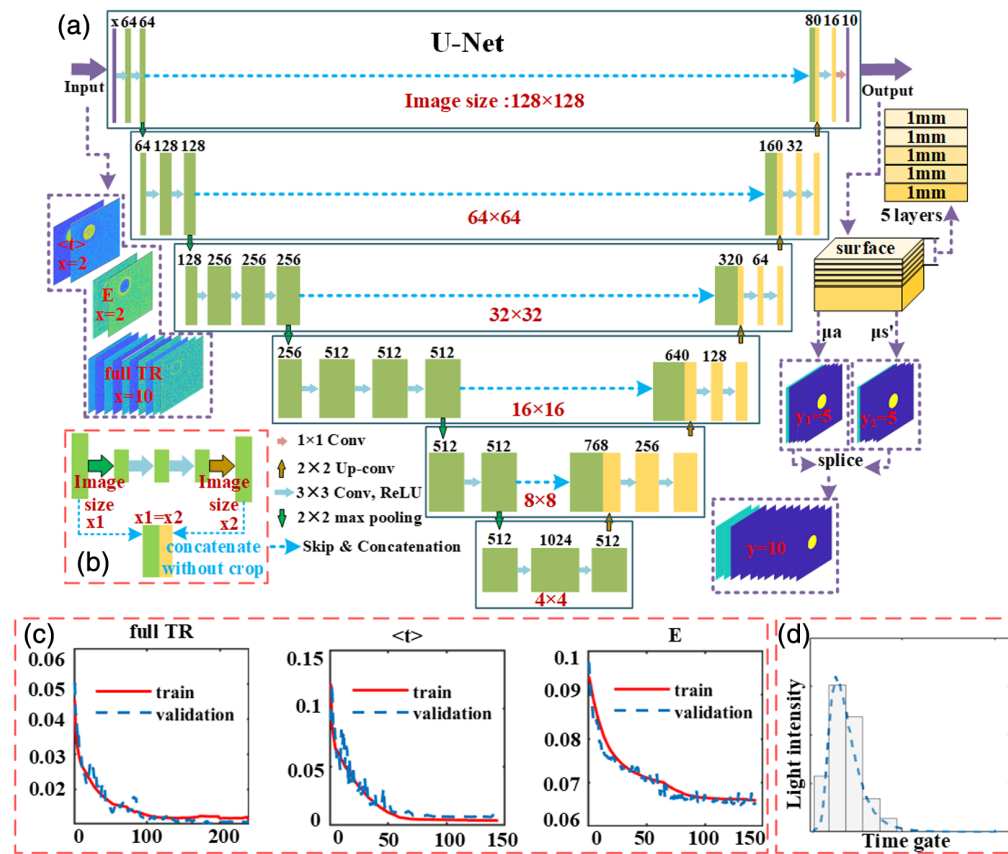 (a)
U-Net
x 64 64
80 16 10
Input
Output
Image size :128×128
1mm
1mm
1mm
1mm
1mm
5 layers
64 128 128
160 32
64×64
<t>
x=2
E
x=2
full TR
x=10
surface
128 256 256 256
320 64
32×32
μa
μs'
256 512 512 512
640 128
16×16
y₁=5
y₂=5
splice
y=10
512 512
768 256
8×8
512 1024 512
4×4
1×1 Conv
2×2 Up-conv
3×3 Conv, ReLU
2×2 max pooling
Skip & Concatenation
Image
size
x1
Image
size
x2
x1=x2
concatenate
without crop
(b)
(c)
full TR
0.06
0.05
0.04
0.03
0.02
0 100 200
train
validation
<t>
0.15
0.1
0.05
0
0 50 100 150
train
validation
E
0.1
0.09
0.08
0.07
0.06
0 50 100 150
train
validation
(d)
Light intensity
Time gate